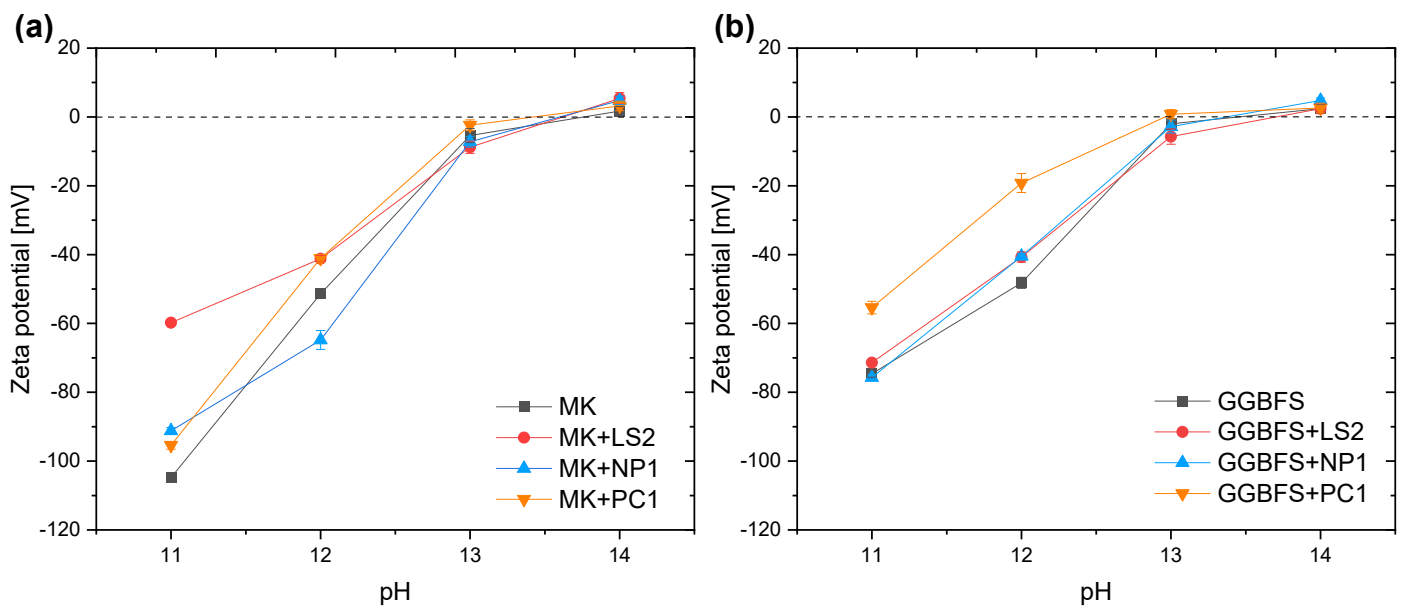 (a)
20
0
-20
-40
-60
-80
-100
-120
Zeta potential [mV]
11 12 13 14
pH
MK
MK+LS2
MK+NP1
MK+PC1
(b)
20
0
-20
-40
-60
-80
-100
-120
Zeta potential [mV]
11 12 13 14
pH
GGBFS
GGBFS+LS2
GGBFS+NP1
GGBFS+PC1